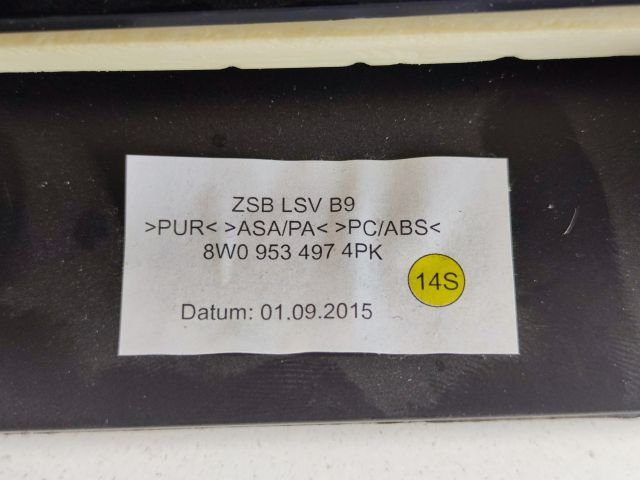 ZSB LSV B9
>PUR< >ASA/PA< >PC/ABS<
8W0 953 497 4PK
14S
Datum: 01.09.2015